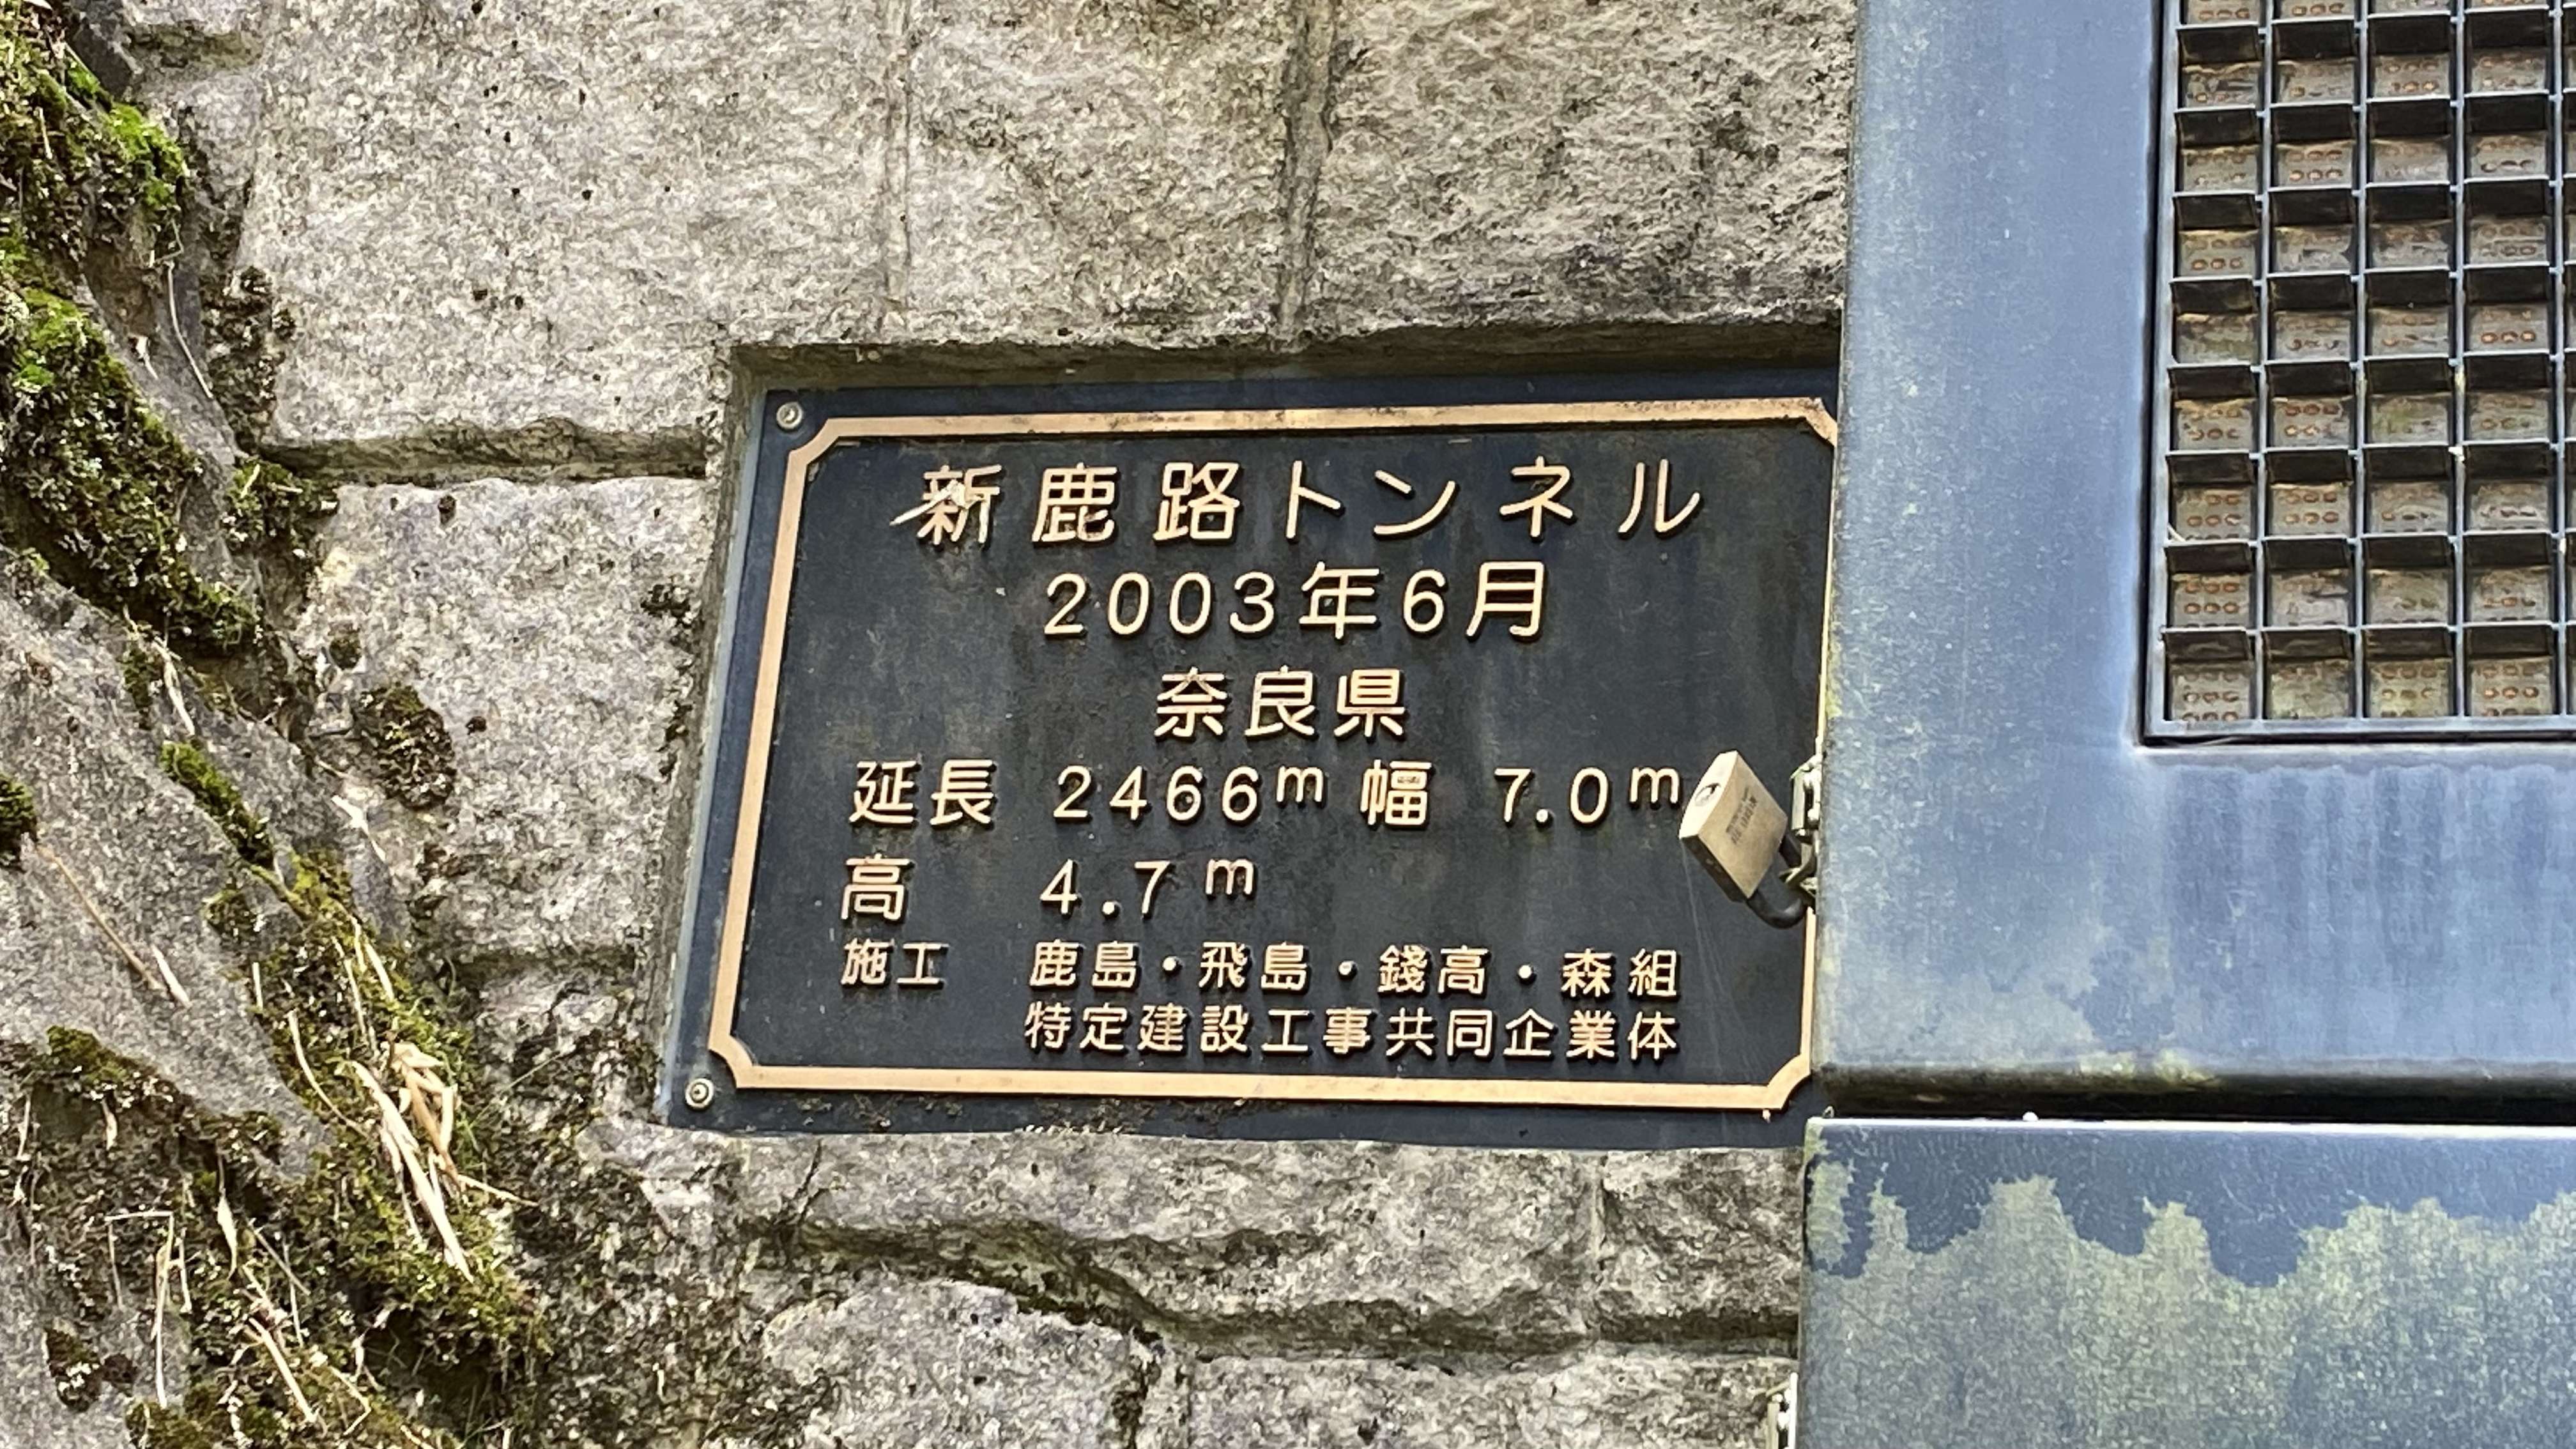 新鹿路トンネル
2003年6月
奈良県
延長 2466m 幅 7.0m
高 4.7m
施工 鹿島・飛島・錢高・森組
特定建設工事共同企業体